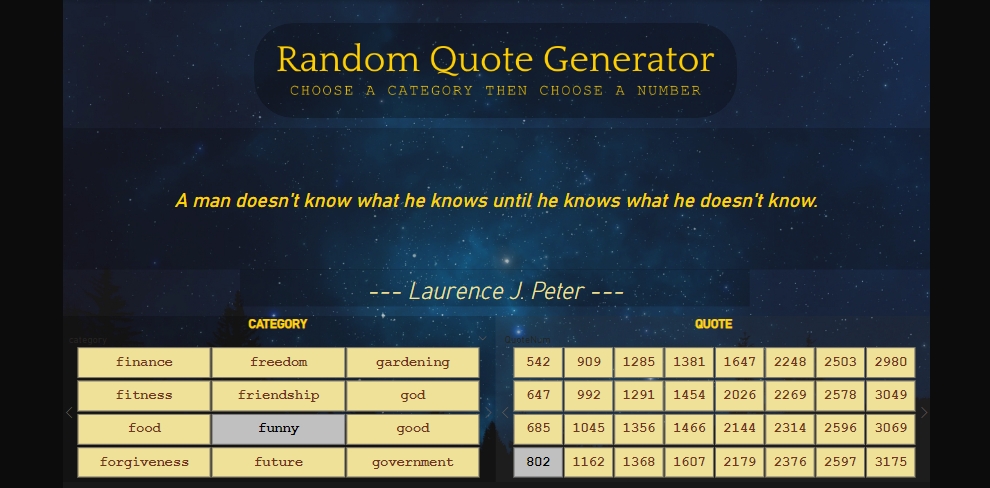 Random Quote Generator
CHOOSE A CATEGORY THEN CHOOSE A NUMBER
A man doesn't know what he knows until he knows what he doesn't know.
--- Laurence J. Peter ---
CATEGORY
category
finance freedom gardening
fitness friendship god
food funny good
forgiveness future government
QUOTE
542 909 1285 1381 1647 2248 2503 2980
647 992 1291 1454 2026 2269 2578 3049
685 1045 1356 1466 2144 2314 2596 3069
802 1162 1368 1607 2179 2376 2597 3175